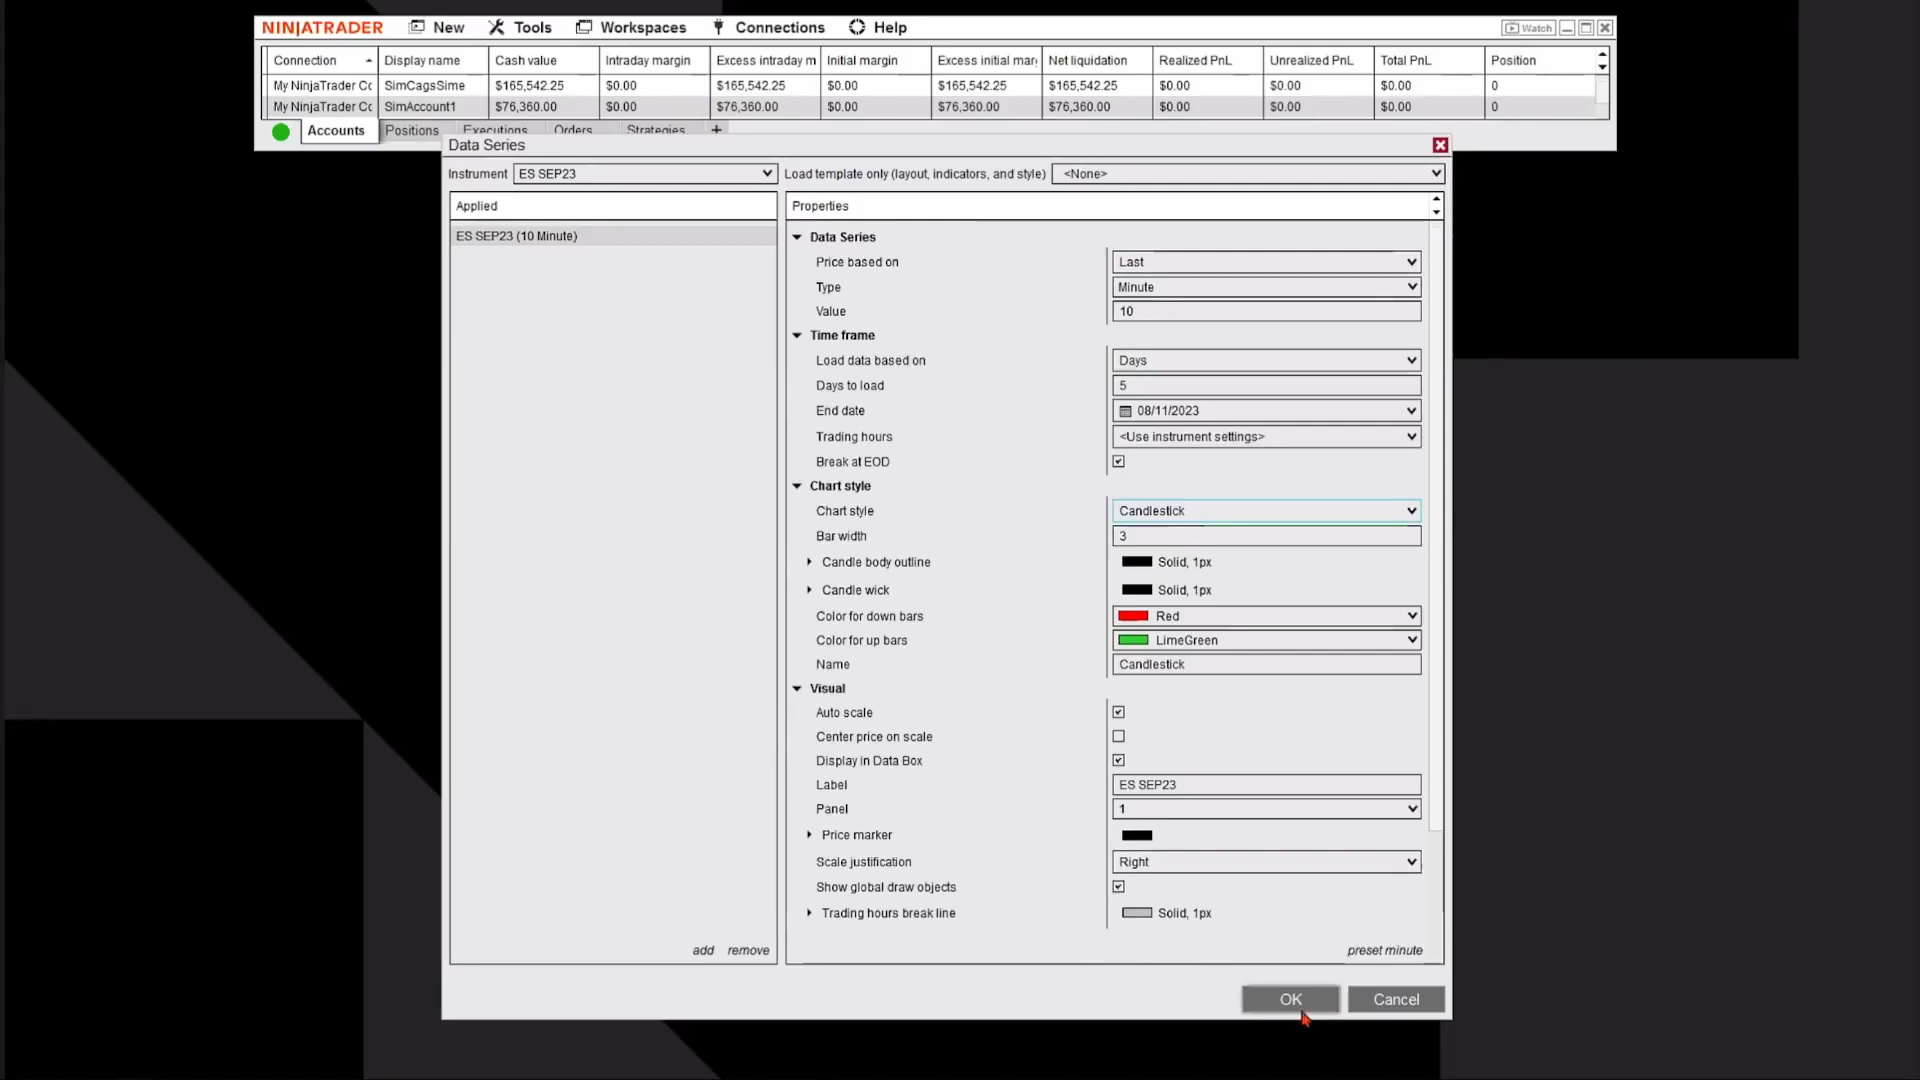 NINJATRADER New Tools Workspaces Connections Help Watch
Connection Display name Cash value Intraday margin Excess intraday m Initial margin Excess initial mar Net liquidation Realized PnL Unrealized PnL Total PnL Position
My NinjaTrader Cc SimCagsSime $165,542.25 $0.00 $165,542.25 $0.00 $165,542.25 $165,542.25 $0.00 $0.00 $0.00 0
My NinjaTrader Cc SimAccount1 $76,360.00 $0.00 $76,360.00 $0.00 $76,360.00 $76,360.00 $0.00 $0.00 $0.00 0
Accounts Positions Executions Orders Strategies +
Data Series
Instrument ES SEP23 Load template only (layout, indicators, and style) <None>
Applied Properties
ES SEP23 (10 Minute)
Data Series
Price based on Last
Type Minute
Value 10
Time frame
Load data based on Days
Days to load 5
End date 08/11/2023
Trading hours <Use instrument settings>
Break at EOD
Chart style
Chart style Candlestick
Bar width 3
Candle body outline Solid, 1px
Candle wick Solid, 1px
Color for down bars Red
Color for up bars LimeGreen
Name Candlestick
Visual
Auto scale
Center price on scale
Display in Data Box
Label ES SEP23
Panel 1
Price marker
Scale justification Right
Show global draw objects
Trading hours break line Solid, 1px
add remove preset minute
OK Cancel